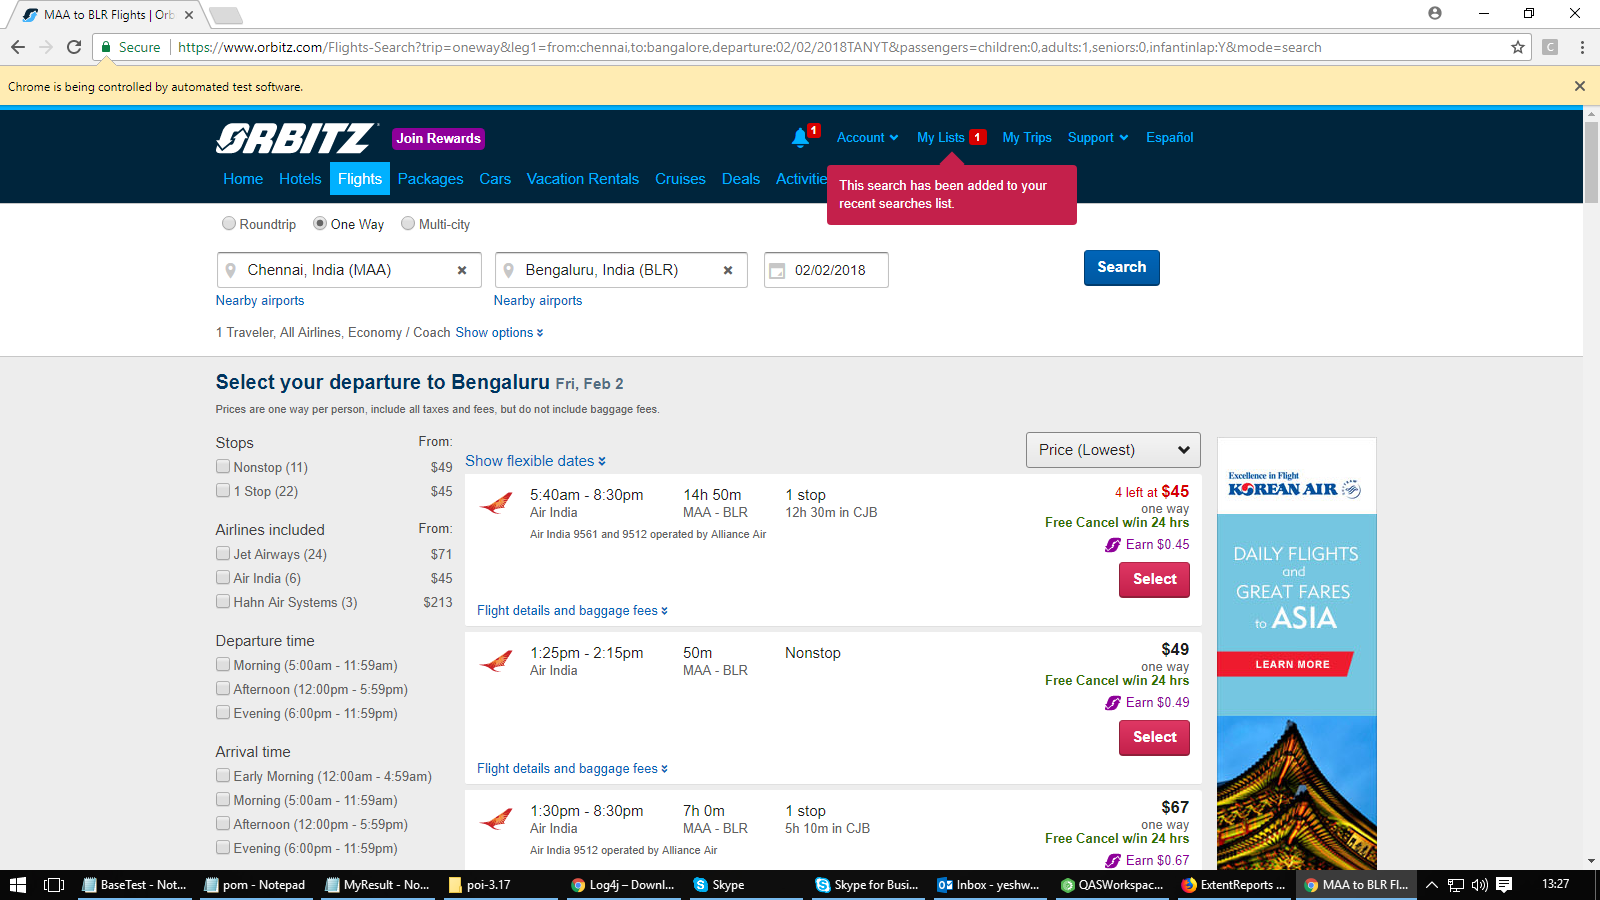 MAA to BLR Flights | Orb
Secure
https://www.orbitz.com/Flights-Search?trip=oneway&leg1=from:chennai,to:bangalore,departure:02/02/2018TANYT&passengers=children:0,adults:1,seniors:0,infantinlap:Y&mode=search
C
Chrome is being controlled by automated test software.
ORBITZ
Join Rewards
1
Account
My Lists 1
My Trips
Support
Español
Home
Hotels
Flights
Packages
Cars
Vacation Rentals
Cruises
Deals
Activitie
This search has been added to your
recent searches list.
Roundtrip
One Way
Multi-city
Chennai, India (MAA)
Bengaluru, India (BLR)
02/02/2018
Search
Nearby airports
Nearby airports
1 Traveler, All Airlines, Economy / Coach Show options
Select your departure to Bengaluru Fri, Feb 2
Prices are one way per person, include all taxes and fees, but do not include baggage fees.
Stops From:
Nonstop (11) $49
1 Stop (22) $45
Airlines included From:
Jet Airways (24) $71
Air India (6) $45
Hahn Air Systems (3) $213
Departure time
Morning (5:00am - 11:59am)
Afternoon (12:00pm - 5:59pm)
Evening (6:00pm - 11:59pm)
Arrival time
Early Morning (12:00am - 4:59am)
Morning (5:00am - 11:59am)
Afternoon (12:00pm - 5:59pm)
Evening (6:00pm - 11:59pm)
Show flexible dates
Price (Lowest)
5:40am - 8:30pm 14h 50m 1 stop 4 left at $45
Air India MAA - BLR 12h 30m in CJB one way
Free Cancel w/in 24 hrs
Air India 9561 and 9512 operated by Alliance Air
Earn $0.45
Select
Flight details and baggage fees
1:25pm - 2:15pm 50m Nonstop $49
Air India MAA - BLR one way
Free Cancel w/in 24 hrs
Earn $0.49
Select
Flight details and baggage fees
1:30pm - 8:30pm 7h 0m 1 stop $67
Air India MAA - BLR 5h 10m in CJB one way
Free Cancel w/in 24 hrs
Air India 9512 operated by Alliance Air
Earn $0.67
Excellence in Flight
KOREAN AIR
DAILY FLIGHTS
and
GREAT FARES
to ASIA
LEARN MORE
BaseTest - Not...
pom - Notepad
MyResult - No...
poi-3.17
Log4j – Downl...
Skype
Skype for Busi...
Inbox - yeshw...
QASWorkspac...
ExtentReports ...
MAA to BLR Fl...
13:27